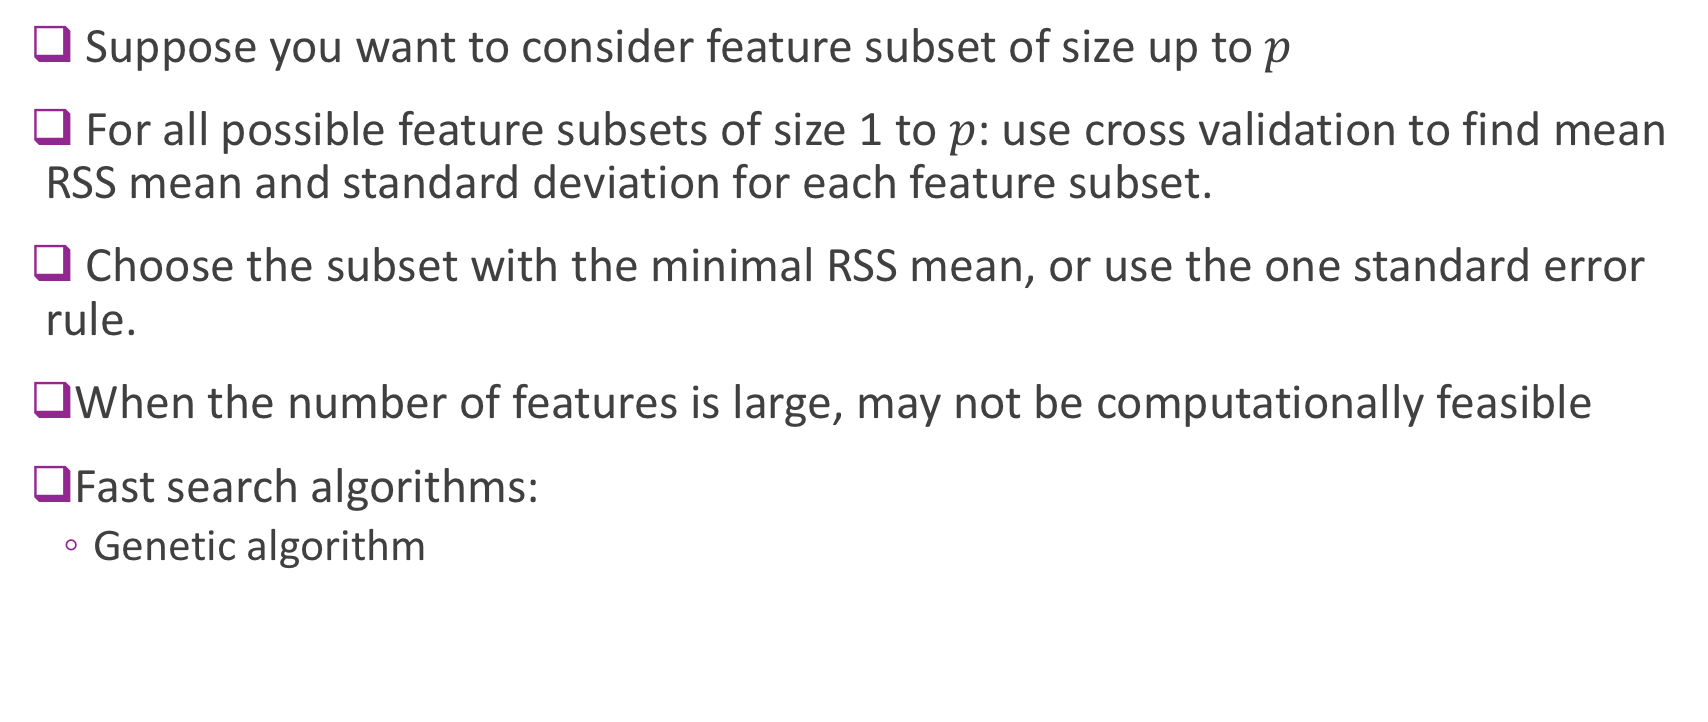 ❑ Suppose you want to consider feature subset of size up to p
❑ For all possible feature subsets of size 1 to p: use cross validation to find mean
RSS mean and standard deviation for each feature subset.
❑ Choose the subset with the minimal RSS mean, or use the one standard error
rule.
❑When the number of features is large, may not be computationally feasible
❑Fast search algorithms:
◦ Genetic algorithm